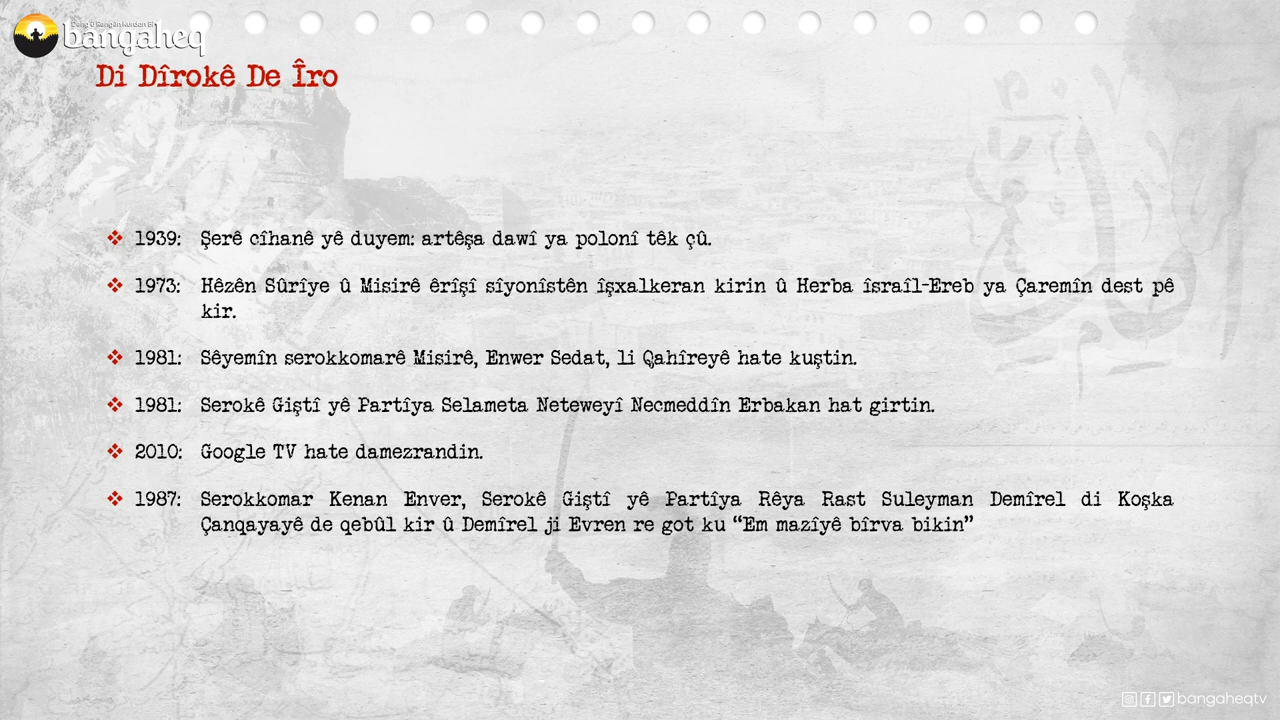 Deng û Rengên Kurdan Bi
bangaheq
Di Dîrokê De Îro
❖ 1939: Şerê cîhanê yê duyem: artêşa dawî ya polonî têk çû.
❖ 1973: Hêzên Sûrîye û Misirê êrîşî sîyonîstên îşxalkeran kirin û Herba îsraîl-Ereb ya Çaremîn dest pê
kir.
❖ 1981: Sêyemîn serokkomarê Misirê, Enwer Sedat, li Qahîreyê hate kuştin.
❖ 1981: Serokê Giştî yê Partîya Selameta Neteweyî Necmeddîn Erbakan hat girtin.
❖ 2010: Google TV hate damezrandin.
❖ 1987: Serokkomar Kenan Enver, Serokê Giştî yê Partîya Rêya Rast Suleyman Demîrel di Koşka
Çanqayayê de qebûl kir û Demîrel ji Evren re got ku “Em mazîyê bîrva bikin”
bangaheqtv